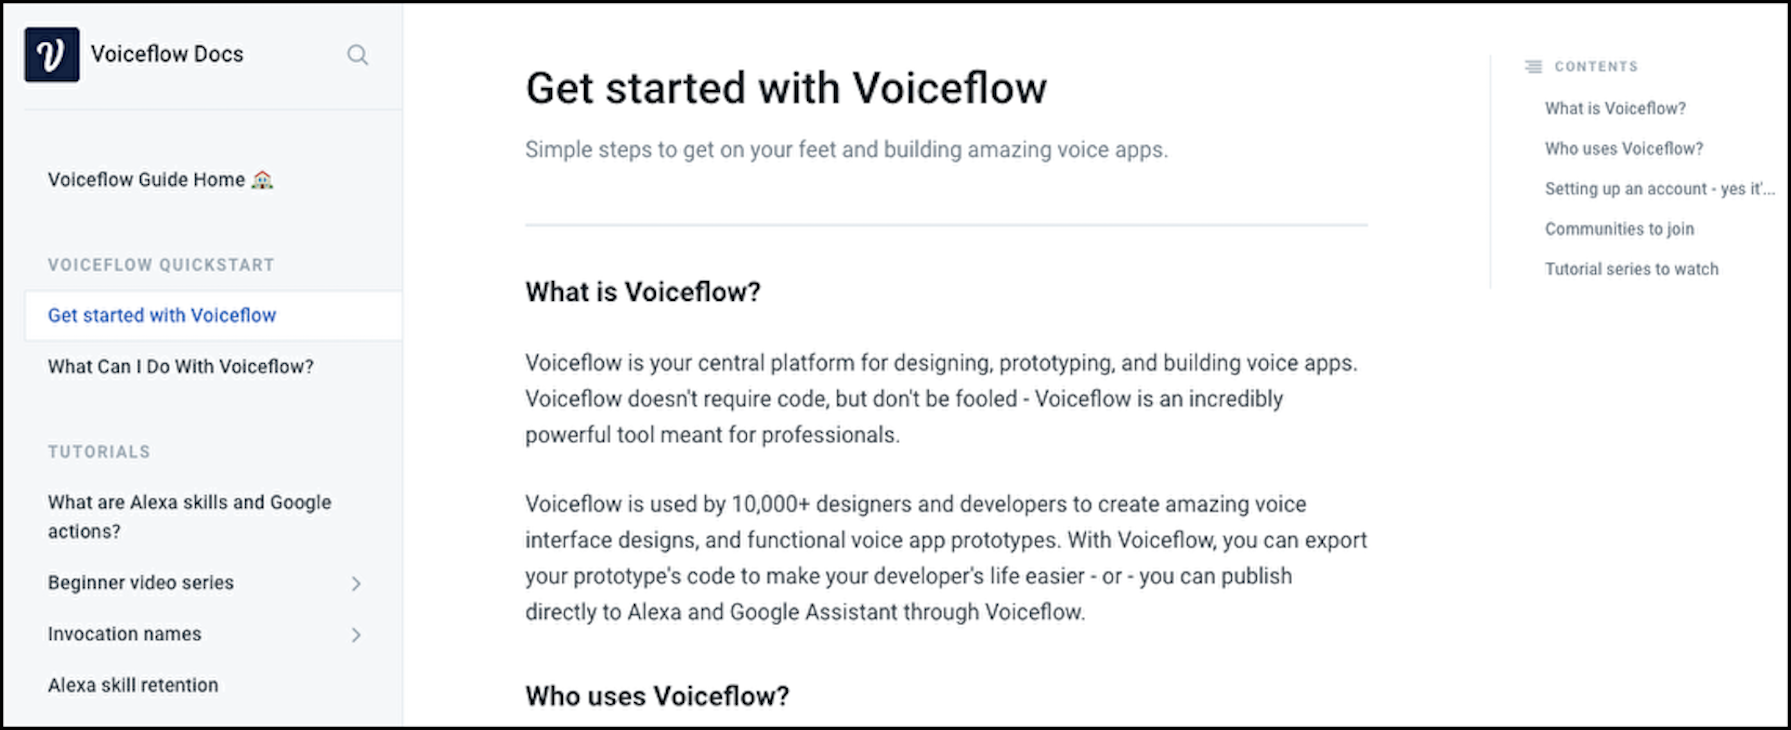 Voiceflow Docs
Voiceflow Guide Home
VOICEFLOW QUICKSTART
Get started with Voiceflow
What Can I Do With Voiceflow?
TUTORIALS
What are Alexa skills and Google
actions?
Beginner video series
Invocation names
Alexa skill retention
Get started with Voiceflow
Simple steps to get on your feet and building amazing voice apps.
What is Voiceflow?
Voiceflow is your central platform for designing, prototyping, and building voice apps.
Voiceflow doesn't require code, but don't be fooled - Voiceflow is an incredibly
powerful tool meant for professionals.
Voiceflow is used by 10,000+ designers and developers to create amazing voice
interface designs, and functional voice app prototypes. With Voiceflow, you can export
your prototype's code to make your developer's life easier - or - you can publish
directly to Alexa and Google Assistant through Voiceflow.
Who uses Voiceflow?
CONTENTS
What is Voiceflow?
Who uses Voiceflow?
Setting up an account - yes it'...
Communities to join
Tutorial series to watch